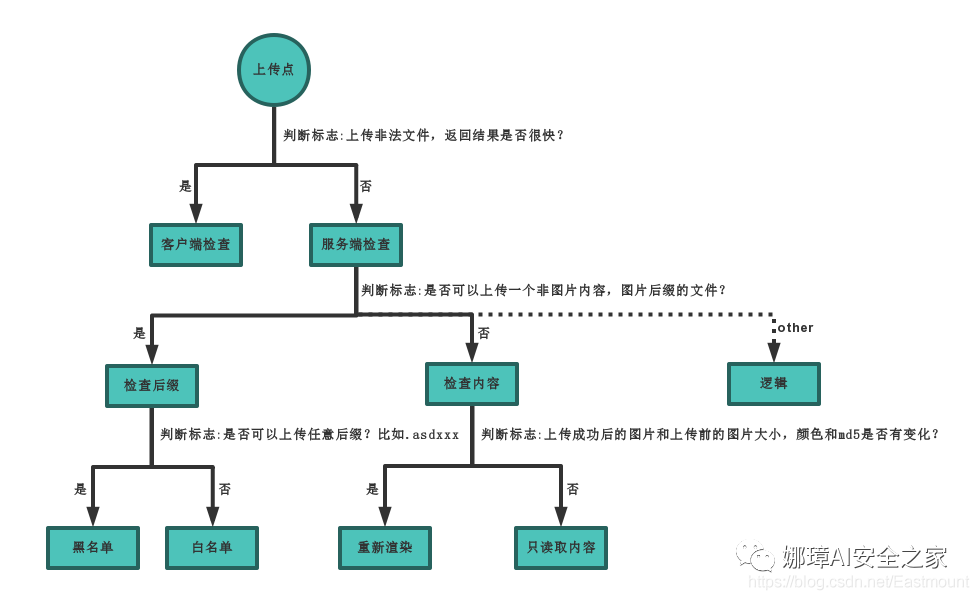 上传点
判断标志:上传非法文件，返回结果是否很快?
是
否
客户端检查
服务端检查
判断标志:是否可以上传一个非图片内容，图片后缀的文件?
是
否
other
检查后缀
检查内容
逻辑
判断标志:是否可以上传任意后缀? 比如.asdxxx
判断标志:上传成功后的图片和上传前的图片大小，颜色和md5是否有变化?
是
否
是
否
黑名单
白名单
重新渲染
只读取内容
娜璋AI安全之家
https://blog.csdn.net/Eastmount